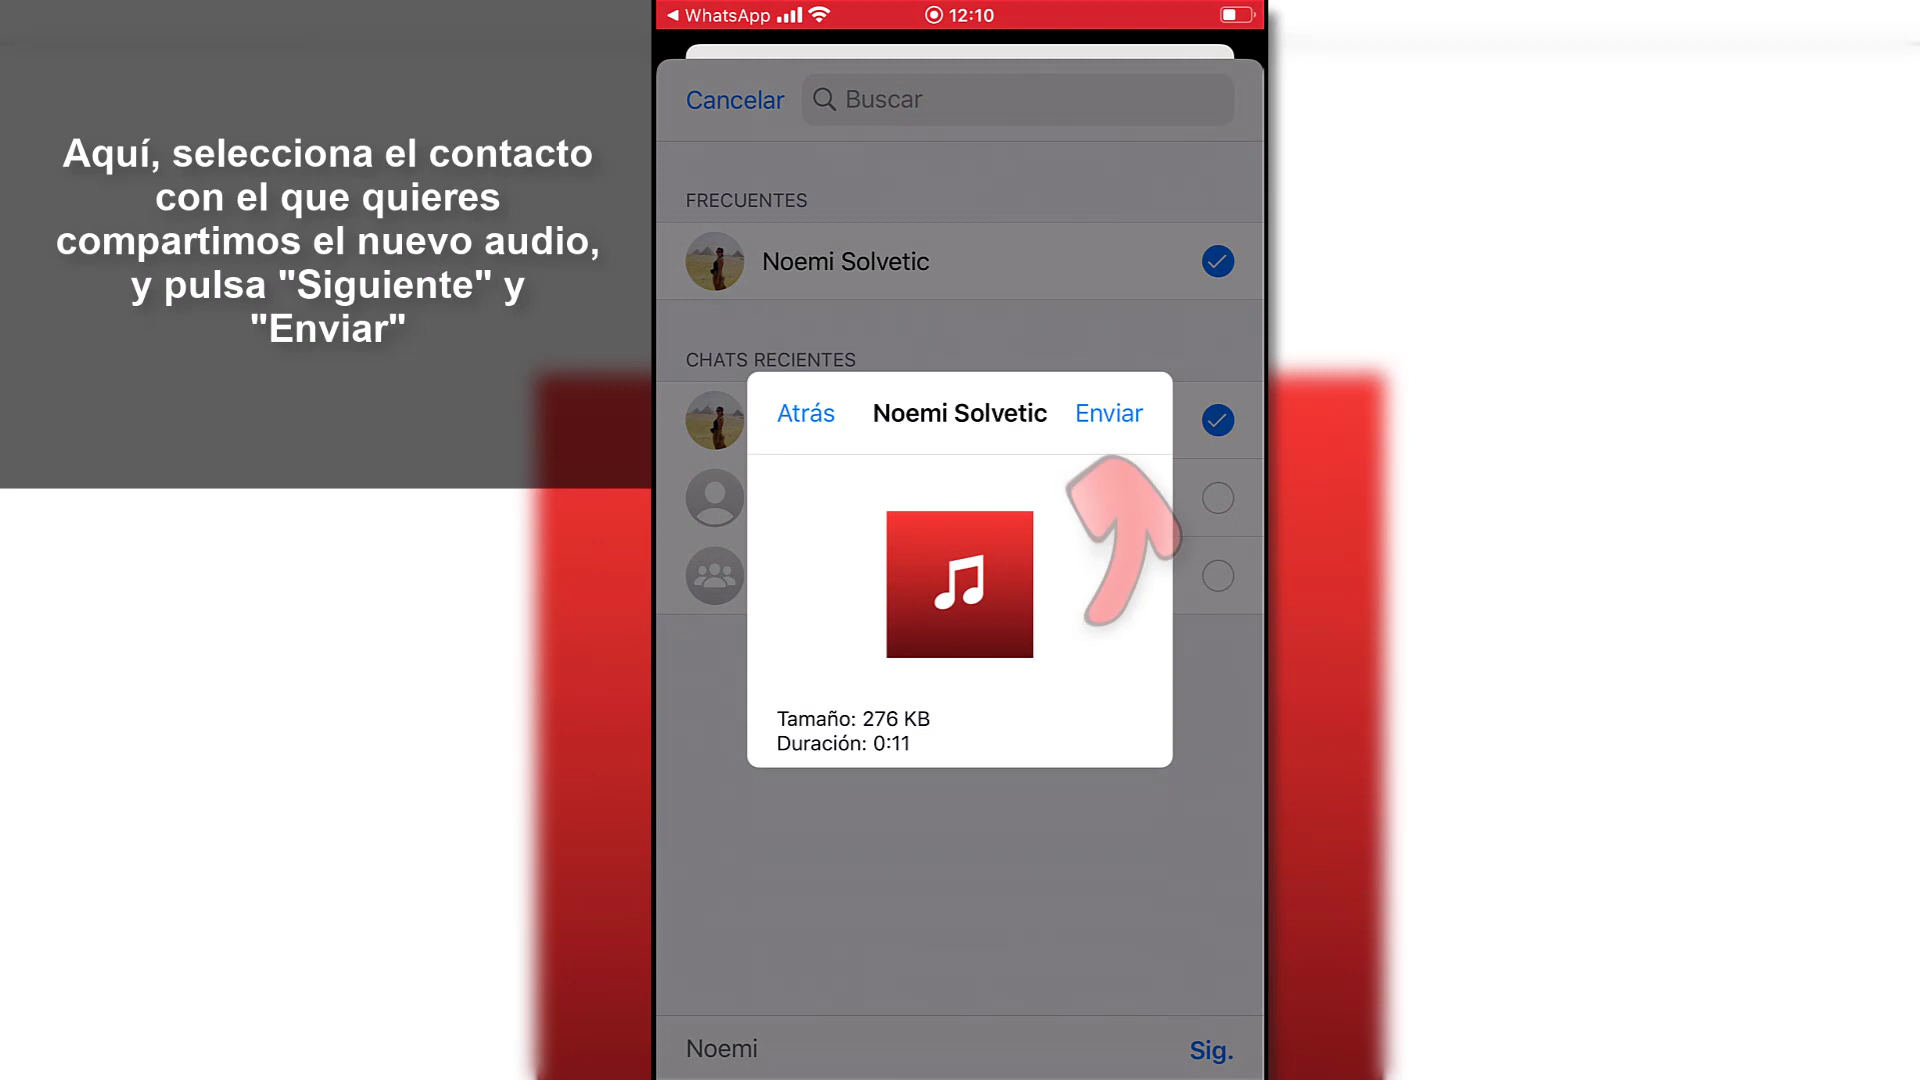 WhatsApp
12:10
Aquí, selecciona el contacto
con el que quieres
compartimos el nuevo audio,
y pulsa "Siguiente" y
"Enviar"
Cancelar
Buscar
FRECUENTES
Noemi Solvetic
CHATS RECIENTES
Atrás
Noemi Solvetic
Enviar
Tamaño: 276 KB
Duración: 0:11
Noemi
Sig.